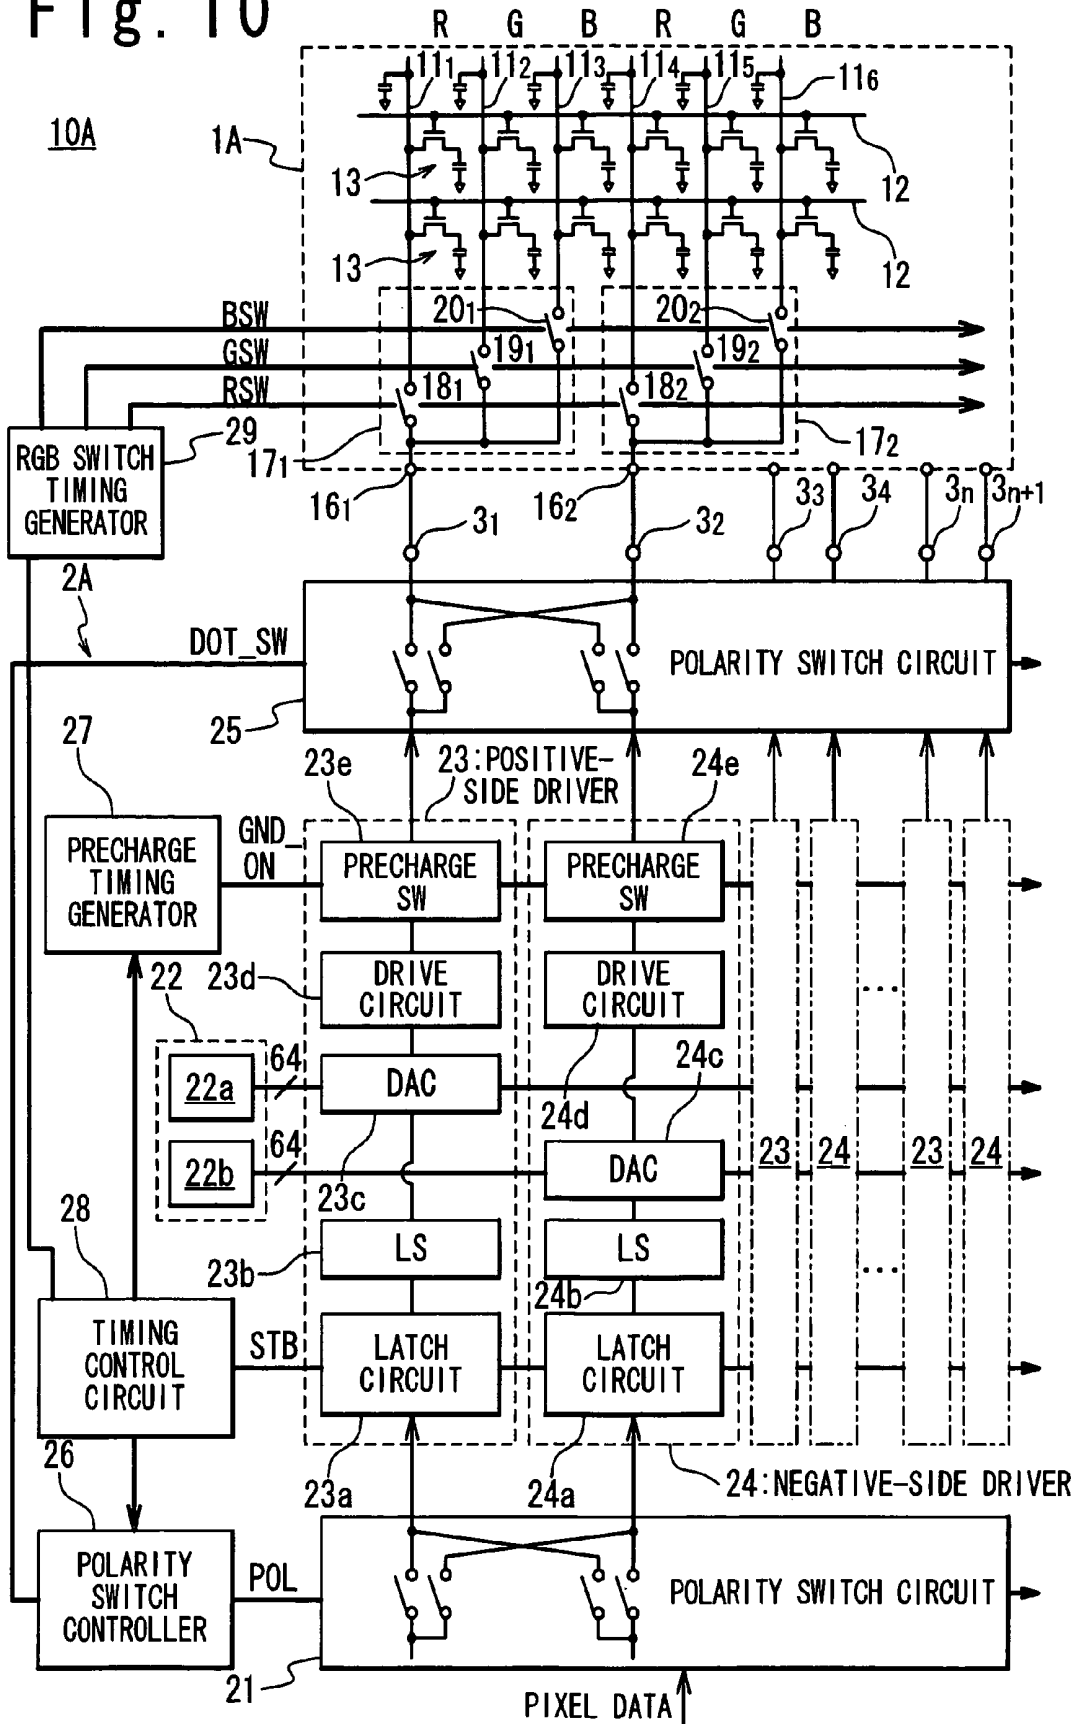 Fig. 10
R G B R G B
10A
1A
11₁ 11₂ 11₃ 11₄ 11₅
11₆
13
12
13
12
BSW
20₁
20₂
GSW
19₁
19₂
RSW
18₁
18₂
29
17₁
17₂
RGB SWITCH
TIMING
GENERATOR
16₁
16₂
3₃ 3₄ 3n 3n+1
3₁
3₂
2A
DOT_SW
POLARITY SWITCH CIRCUIT
25
27
23e
23:POSITIVE-
SIDE DRIVER
24e
GND_
ON
PRECHARGE
TIMING
GENERATOR
PRECHARGE
SW
PRECHARGE
SW
23d
DRIVE
CIRCUIT
DRIVE
CIRCUIT
...
22
22a
64
DAC
24d
24c
22b
64
23c
DAC
23 24 23 24
28
23b
LS
LS
24b
...
TIMING
CONTROL
CIRCUIT
STB
LATCH
CIRCUIT
LATCH
CIRCUIT
26
23a
24a
24:NEGATIVE-SIDE DRIVER
POLARITY
SWITCH
CONTROLLER
POL
POLARITY SWITCH CIRCUIT
21
PIXEL DATA